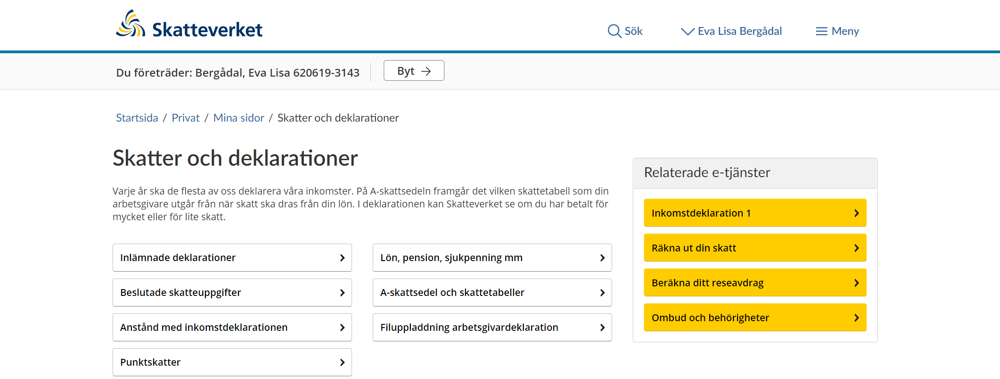 Skatteverket
Sök
Eva Lisa Bergådal
Meny
Du företräder: Bergådal, Eva Lisa 620619-3143
Byt
Startsida / Privat / Mina sidor / Skatter och deklarationer
Skatter och deklarationer
Varje år ska de flesta av oss deklarera våra inkomster. På A-skattsedeln framgår det vilken skattetabell som din
arbetsgivare utgår från när skatt ska dras från din lön. I deklarationen kan Skatteverket se om du har betalt för
mycket eller för lite skatt.
Inlämnade deklarationer
Lön, pension, sjukpenning mm
Beslutade skatteuppgifter
A-skattsedel och skattetabeller
Anstånd med inkomstdeklarationen
Filuppladdning arbetsgivardeklaration
Punktskatter
Relaterade e-tjänster
Inkomstdeklaration 1
Räkna ut din skatt
Beräkna ditt reseavdrag
Ombud och behörigheter